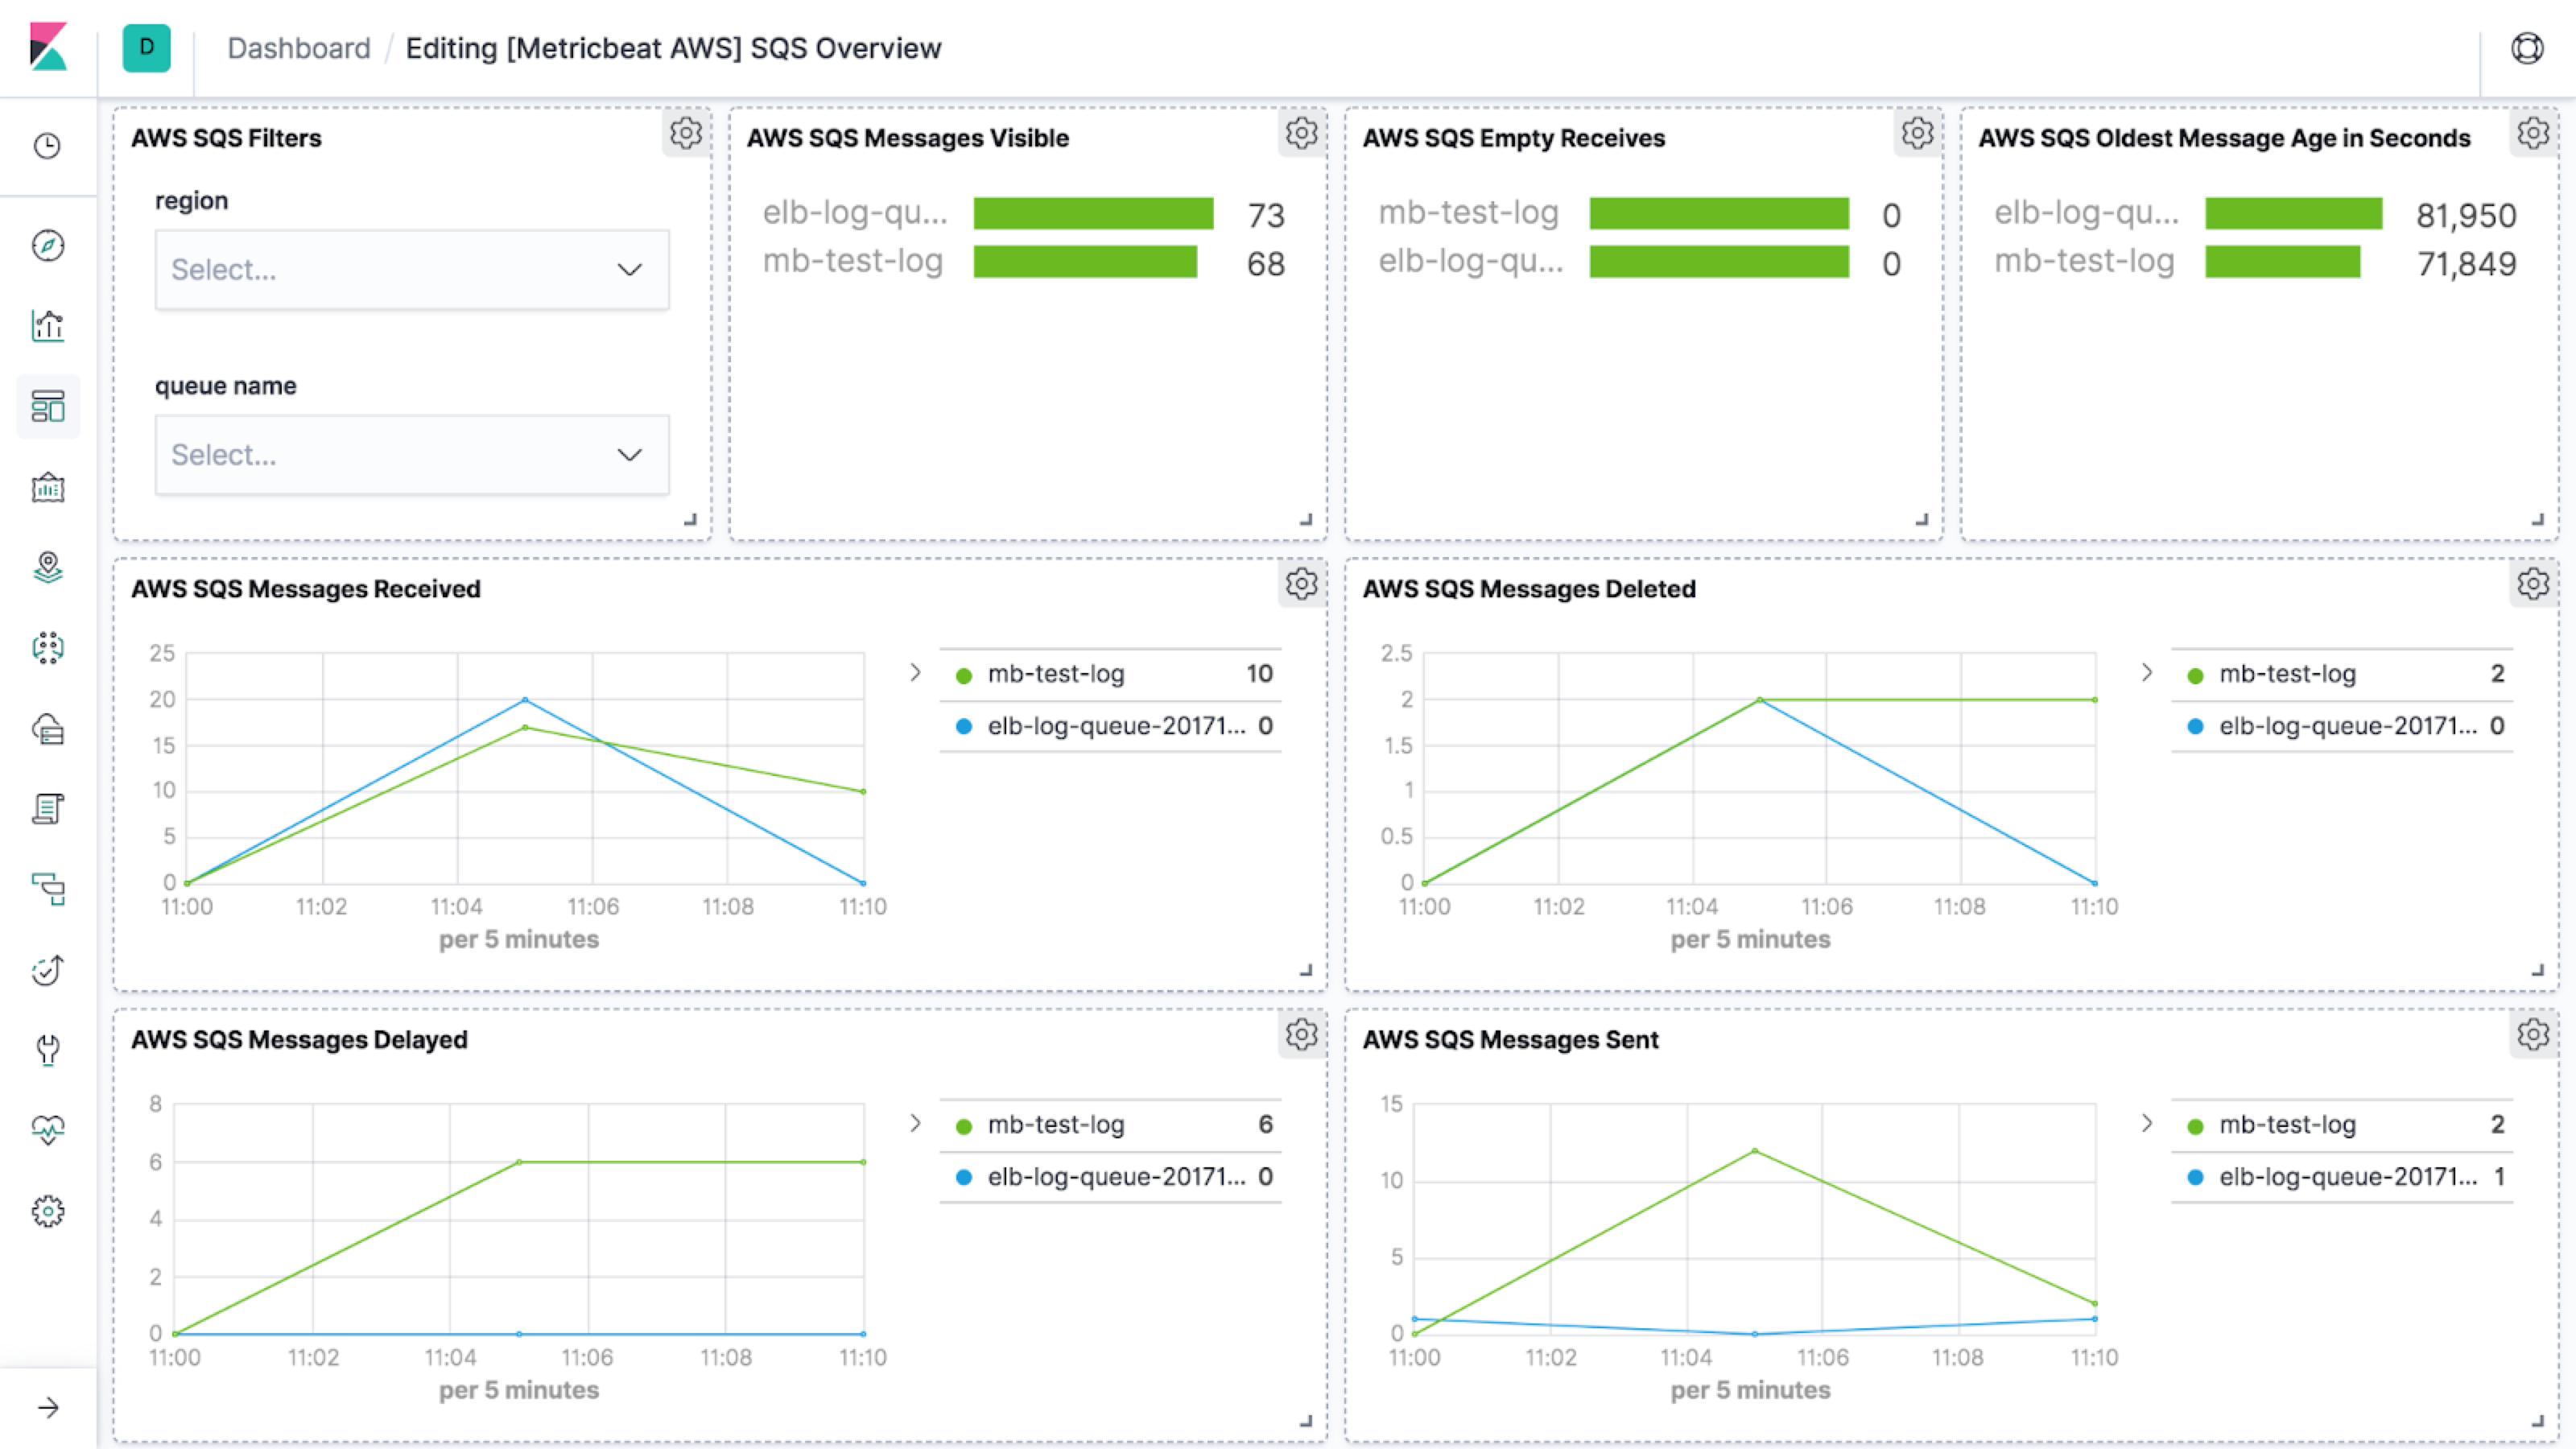 D
Dashboard / Editing [Metricbeat AWS] SQS Overview
AWS SQS Filters
region
Select...
queue name
Select...
AWS SQS Messages Visible
elb-log-qu... 73
mb-test-log 68
AWS SQS Empty Receives
mb-test-log 0
elb-log-qu... 0
AWS SQS Oldest Message Age in Seconds
elb-log-qu... 81,950
mb-test-log 71,849
AWS SQS Messages Received
25
20
15
10
5
0
11:00 11:02 11:04 11:06 11:08 11:10
per 5 minutes
mb-test-log 10
elb-log-queue-20171... 0
AWS SQS Messages Deleted
2.5
2
1.5
1
0.5
0
11:00 11:02 11:04 11:06 11:08 11:10
per 5 minutes
mb-test-log 2
elb-log-queue-20171... 0
AWS SQS Messages Delayed
8
6
4
2
0
11:00 11:02 11:04 11:06 11:08 11:10
per 5 minutes
mb-test-log 6
elb-log-queue-20171... 0
AWS SQS Messages Sent
15
10
5
0
11:00 11:02 11:04 11:06 11:08 11:10
per 5 minutes
mb-test-log 2
elb-log-queue-20171... 1